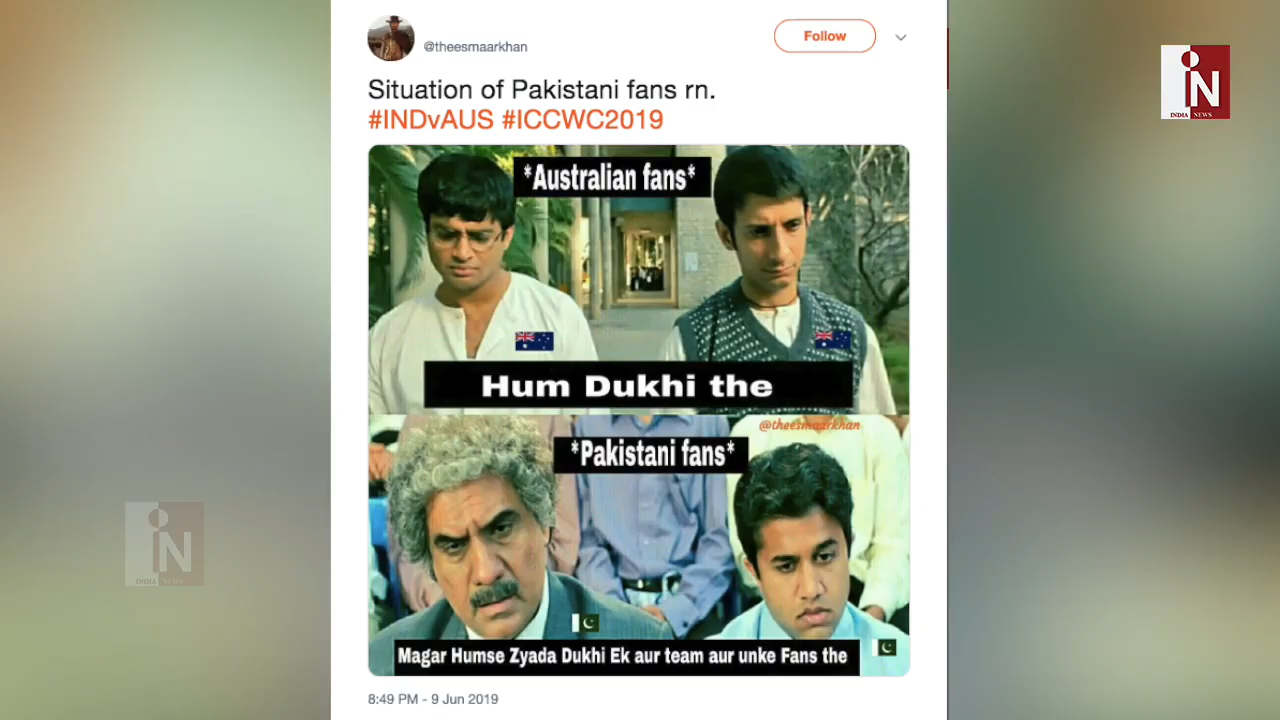 @theesmaarkhan
Follow
Situation of Pakistani fans rn.
#INDvAUS #ICCWC2019
*Australian fans*
Hum Dukhi the
@theesmaarkhan
*Pakistani fans*
Magar Humse Zyada Dukhi Ek aur team aur unke Fans the
8:49 PM - 9 Jun 2019
iN
INDIA NEWS
iN
INDIA NEWS